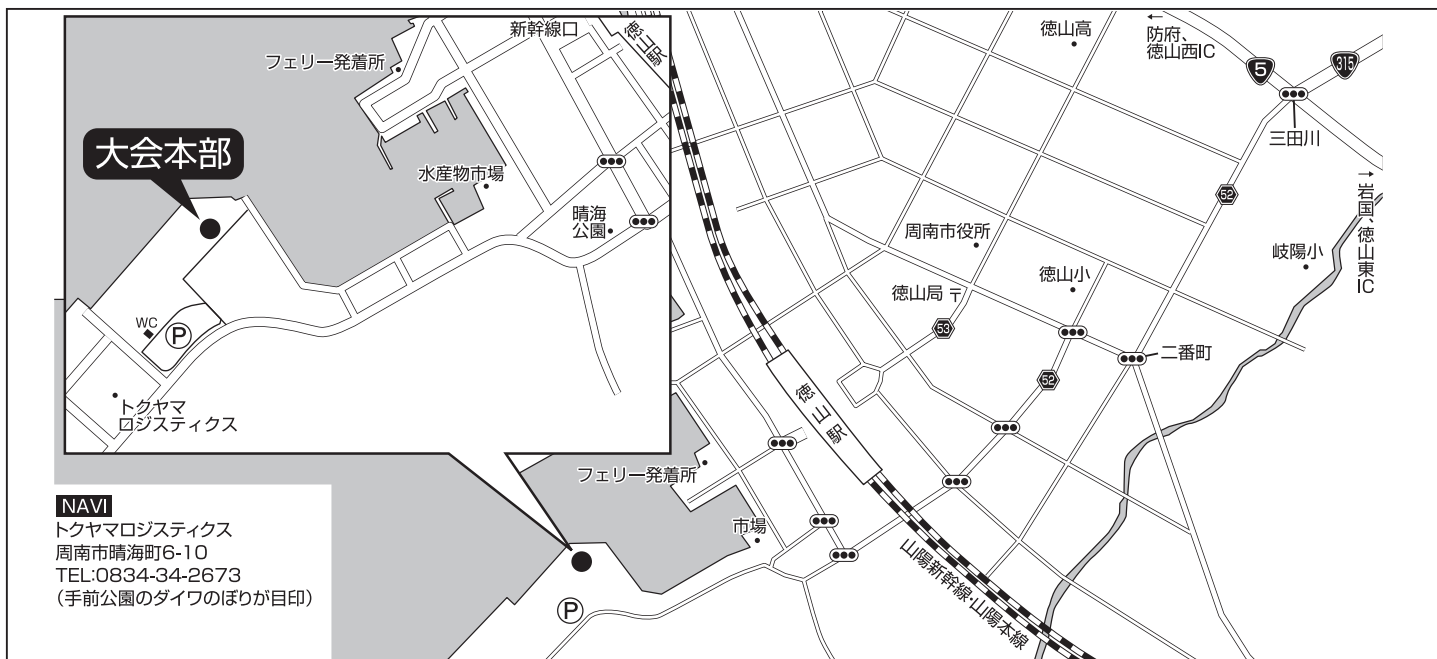 新幹線口
徳山駅
フェリー発着所
大会本部
水産物市場
晴海
公園
WC
P
トクヤマ
ロジスティクス
徳山高
←
防府、
徳山西IC
5
315
三田川
52
→
岩国、徳山東IC
周南市役所
岐陽小
徳山局 〒
徳山小
53
二番町
52
徳山駅
フェリー発着所
市場
山陽新幹線・山陽本線
P
NAVI
トクヤマロジスティクス
周南市晴海町6-10
TEL:0834-34-2673
(手前公園のダイワのぼりが目印)